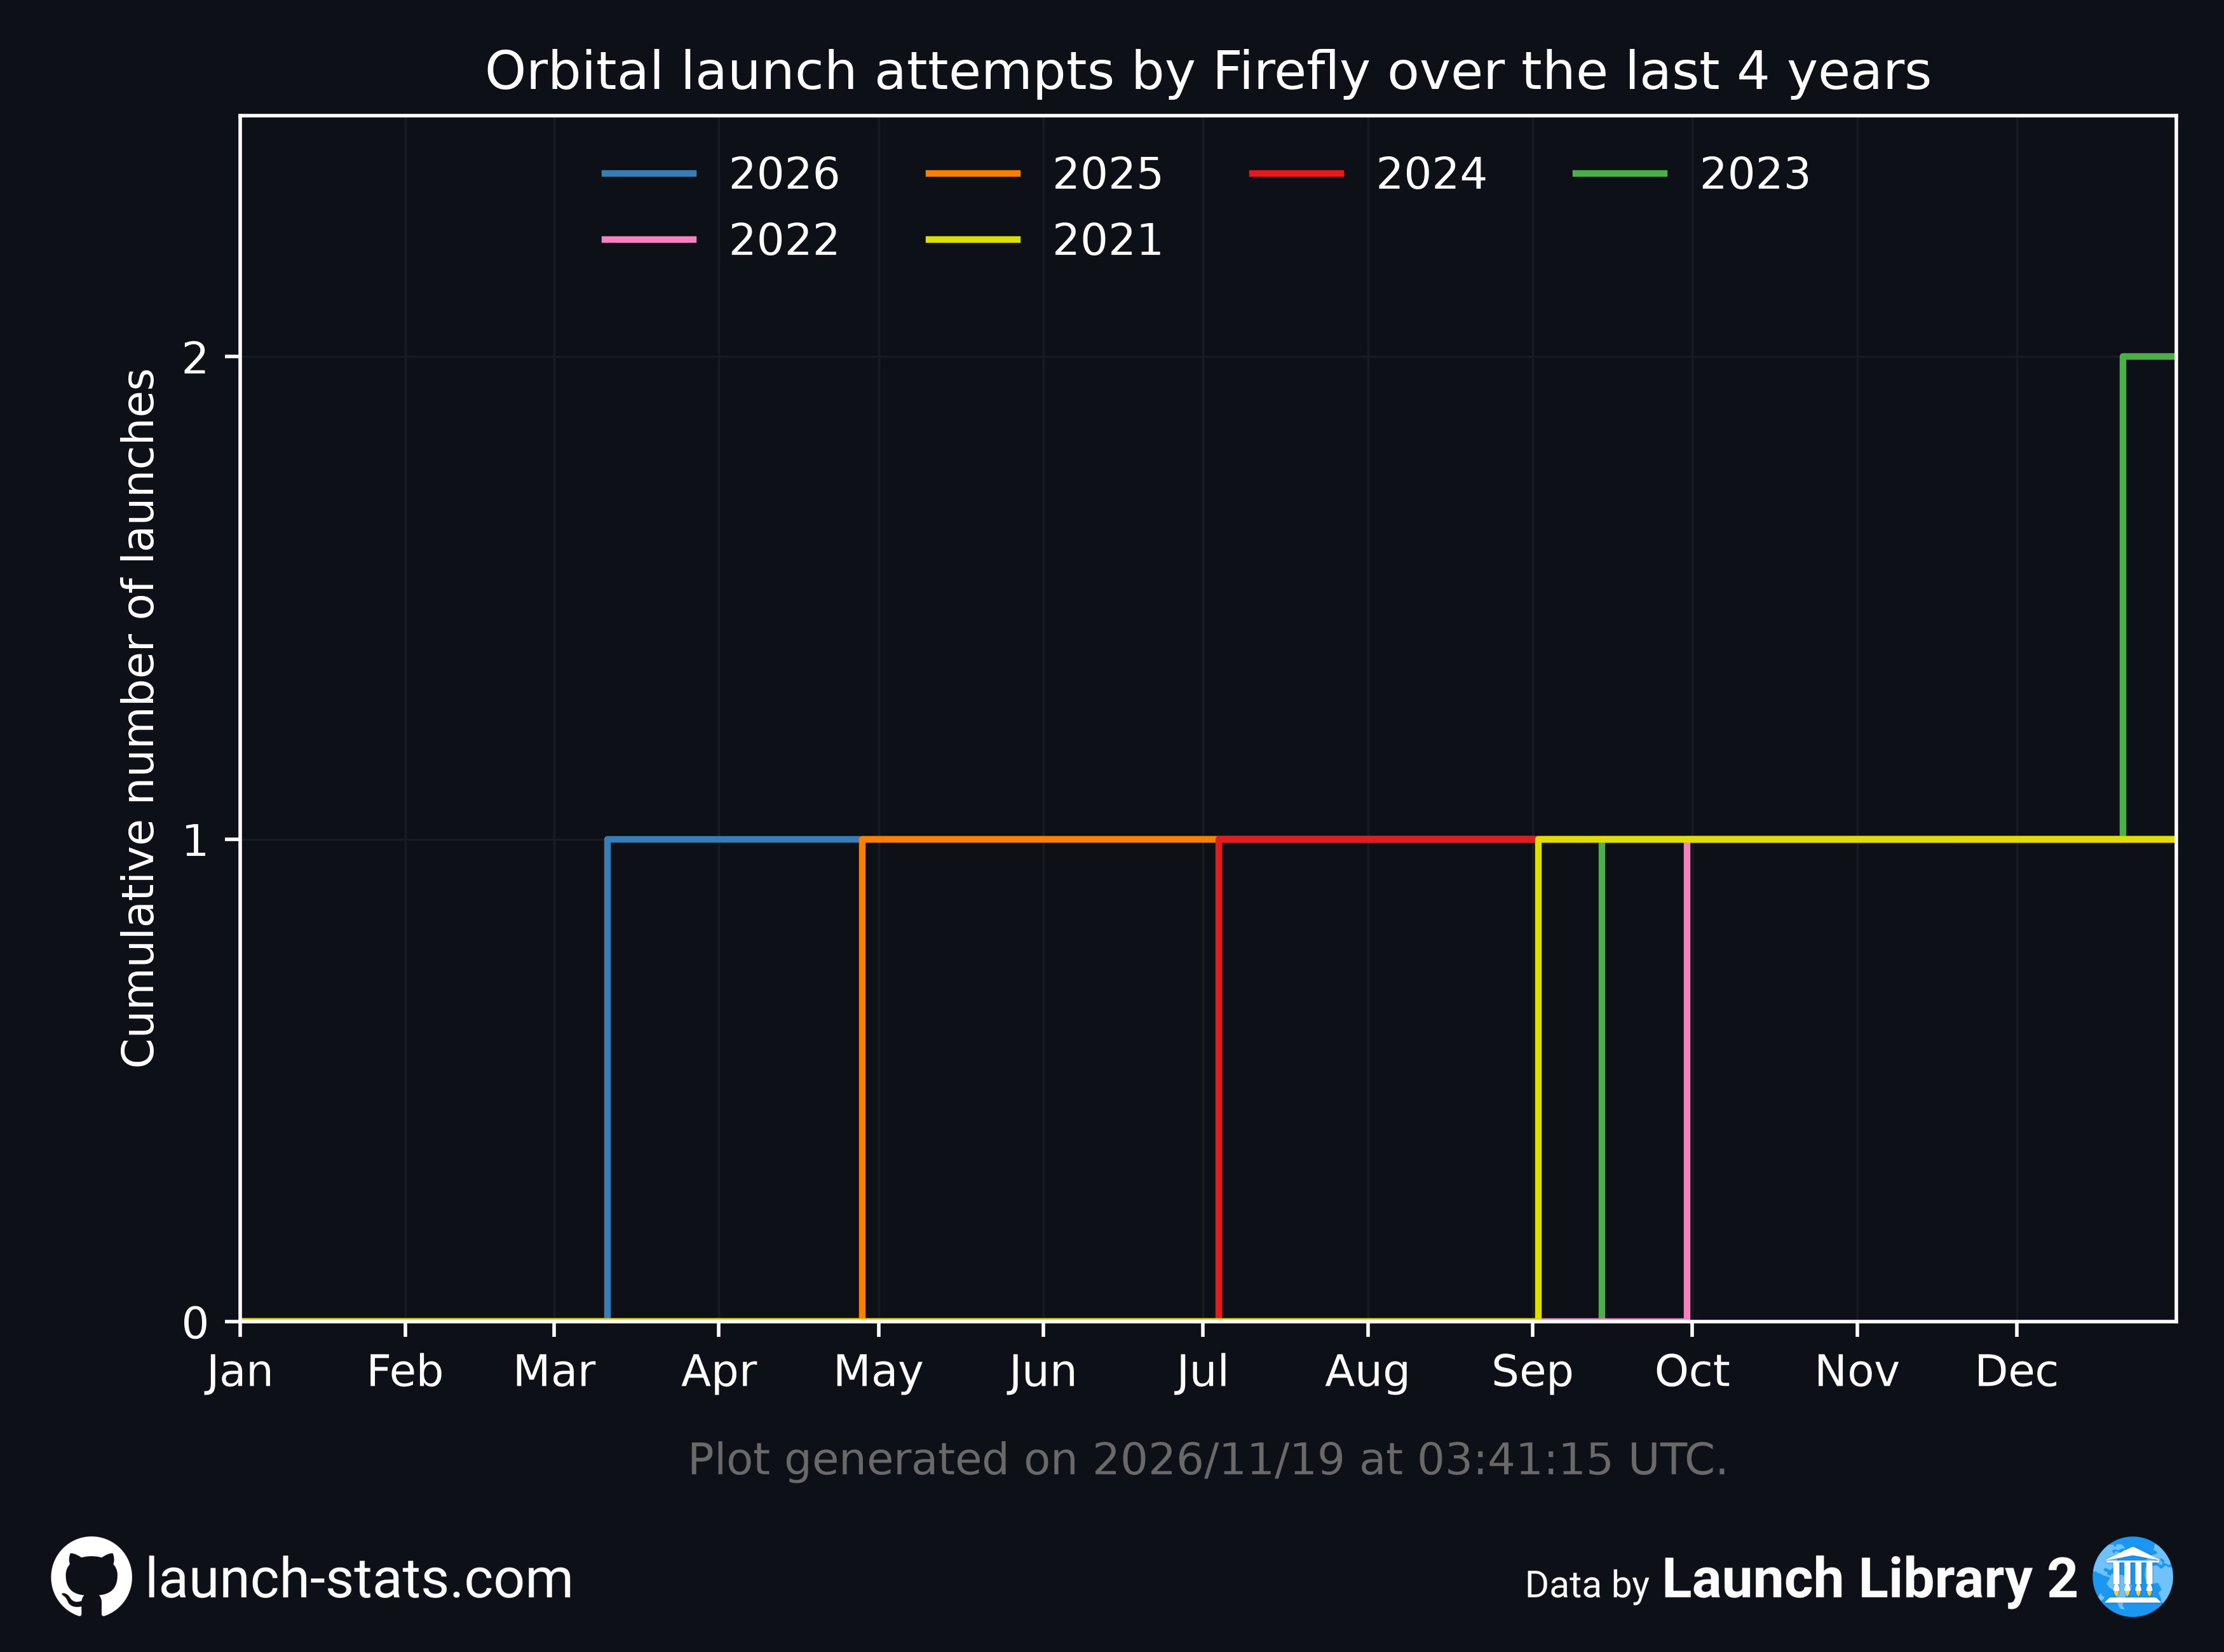 Orbital launch attempts by Firefly over the last 4 years
2026 2025 2024 2023
2022 2021
Cumulative number of launches
2
1
0
Jan Feb Mar Apr May Jun Jul Aug Sep Oct Nov Dec
Plot generated on 2026/11/19 at 03:41:15 UTC.
launch-stats.com
Data by Launch Library 2